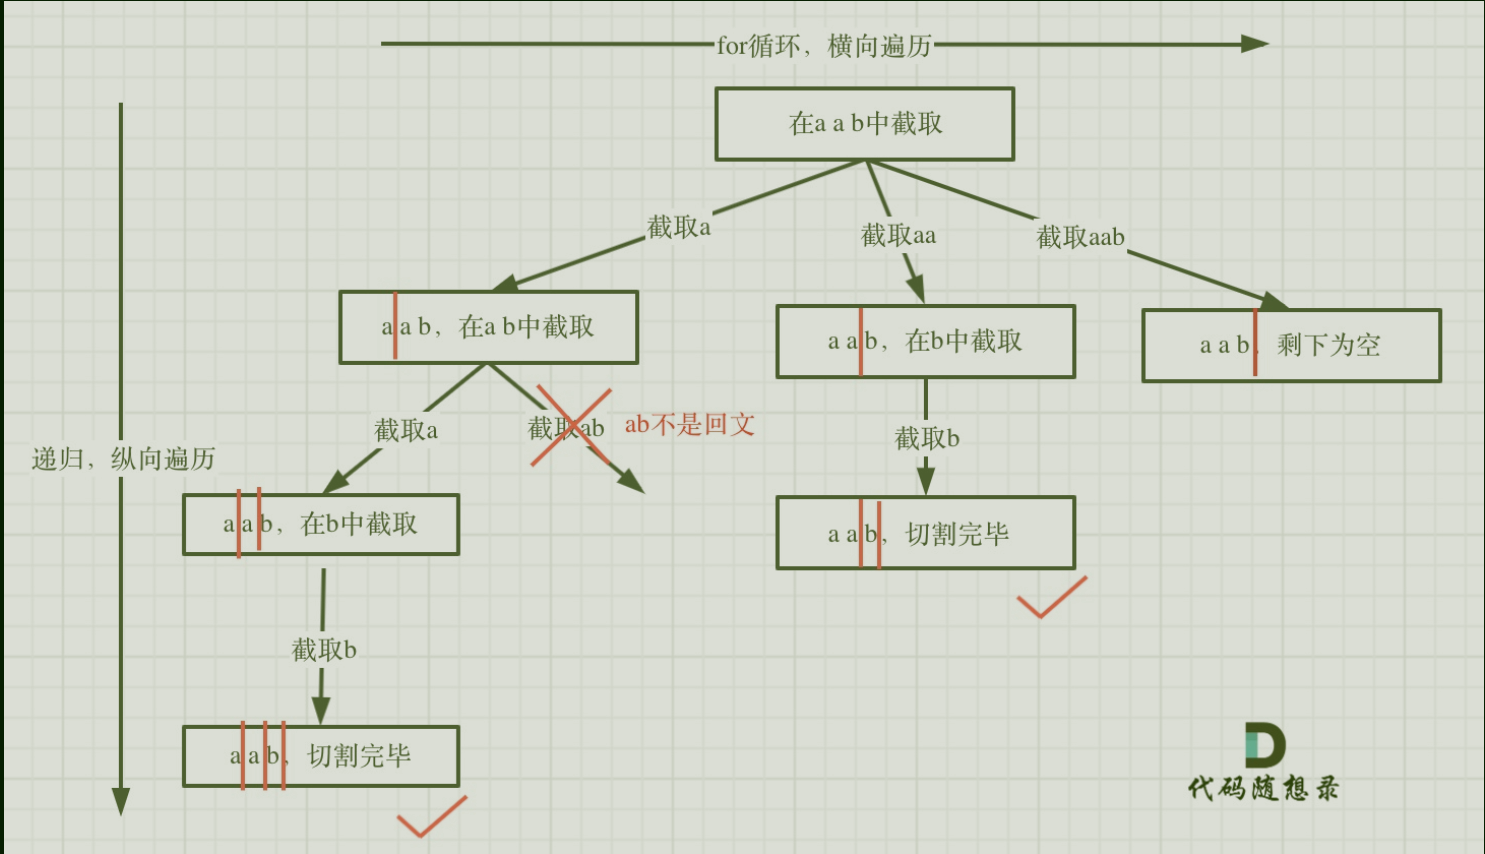 for循环，横向遍历
在a a b中截取
截取a
截取aa
截取aab
a a b，在a b中截取
a a b，在b中截取
a a b，剩下为空
截取a
截取ab
ab不是回文
截取b
递归，纵向遍历
a a b，在b中截取
a a b，切割完毕
截取b
a a b，切割完毕
代码随想录